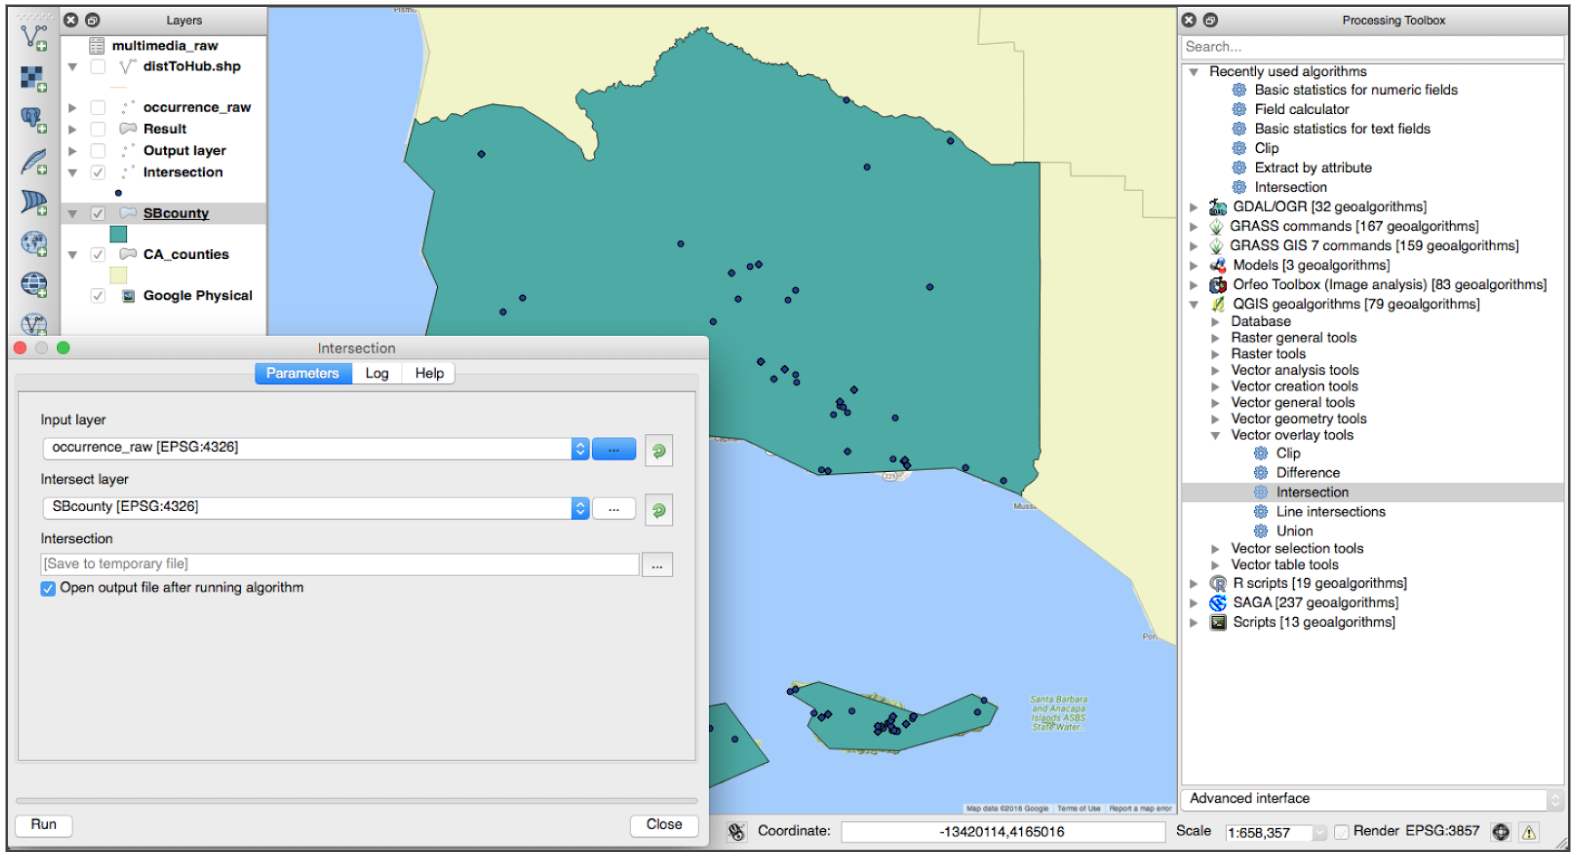 Layers
multimedia_raw
distToHub.shp
occurrence_raw
Result
Output layer
Intersection
SBcounty
CA_counties
Google Physical
Intersection
Parameters
Log
Help
Input layer
occurrence_raw [EPSG:4326]
...
Intersect layer
SBcounty [EPSG:4326]
...
Intersection
[Save to temporary file]
...
Open output file after running algorithm
Run
Close
Pismo
Santa Barbara
and Anacapa
Islands ASBS
State Water...
Map data ©2016 Google
Terms of Use
Report a map error
Coordinate:
-13420114,4165016
Scale
1:658,357
Render
EPSG:3857
Processing Toolbox
Search...
Recently used algorithms
Basic statistics for numeric fields
Field calculator
Basic statistics for text fields
Clip
Extract by attribute
Intersection
GDAL/OGR [32 geoalgorithms]
GRASS commands [167 geoalgorithms]
GRASS GIS 7 commands [159 geoalgorithms]
Models [3 geoalgorithms]
Orfeo Toolbox (Image analysis) [83 geoalgorithms]
QGIS geoalgorithms [79 geoalgorithms]
Database
Raster general tools
Raster tools
Vector analysis tools
Vector creation tools
Vector general tools
Vector geometry tools
Vector overlay tools
Clip
Difference
Intersection
Line intersections
Union
Vector selection tools
Vector table tools
R scripts [19 geoalgorithms]
SAGA [237 geoalgorithms]
Scripts [13 geoalgorithms]
Advanced interface